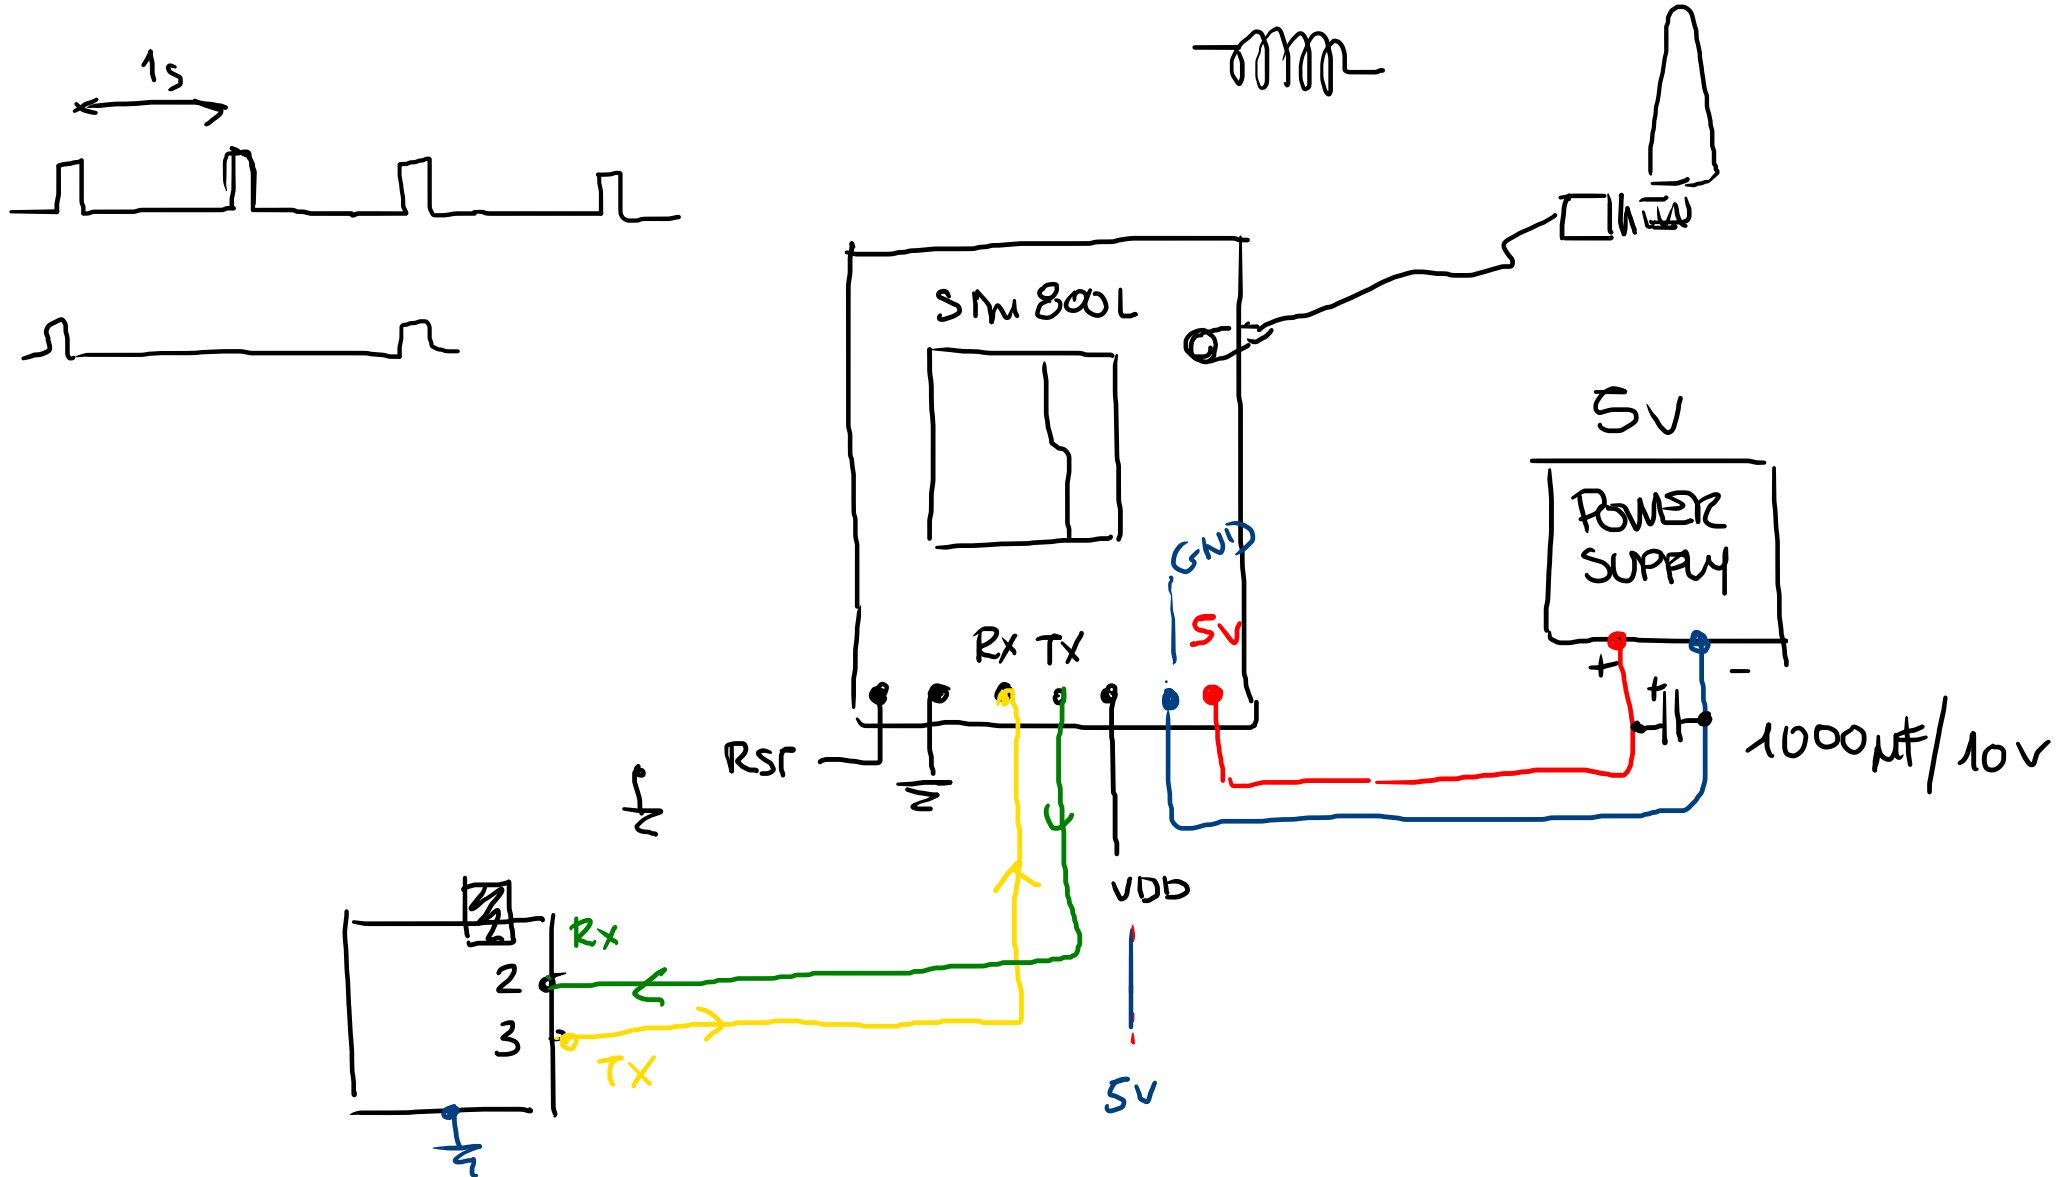 1s
SIM 800L
5V
POWER
SUPPLY
GND
5V
RX TX
+ -
+
RST
1000µF/10V
VDD
Rx
2
3
TX
5V